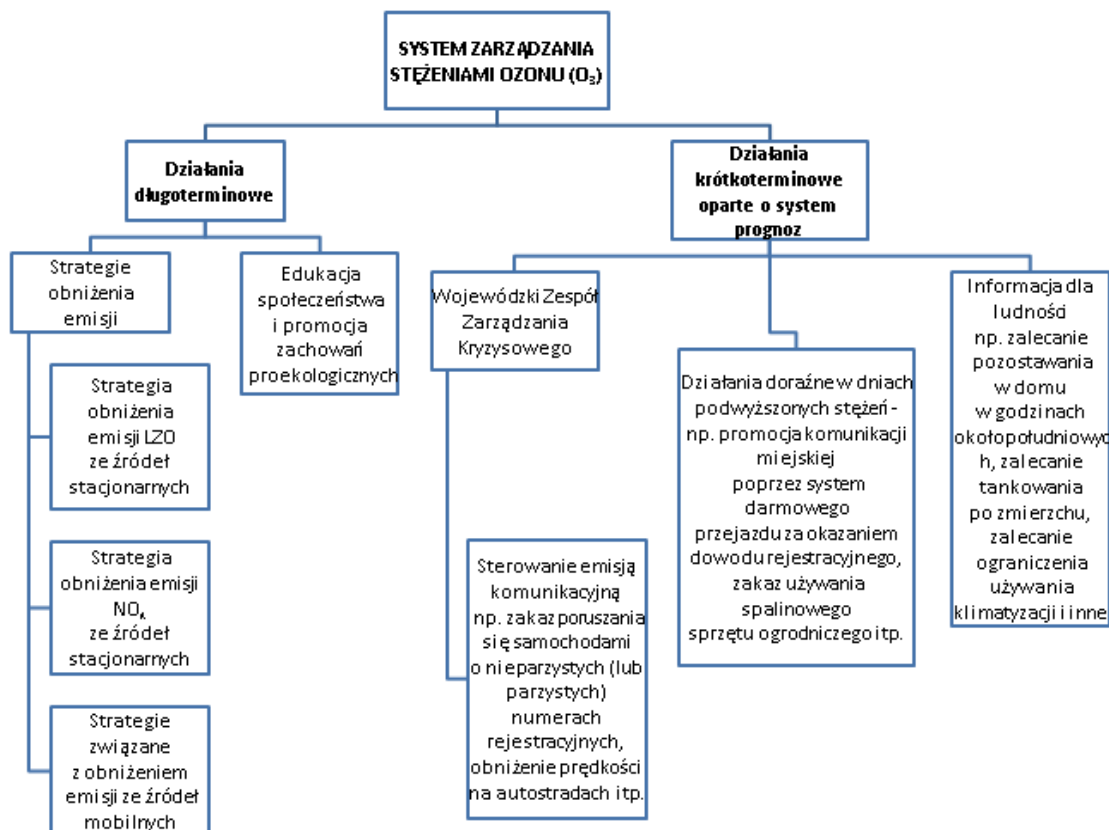 SYSTEM ZARZĄDZANIA
STĘŻENIAMI OZONU (O₃)
Działania
długoterminowe
Działania
krótkoterminowe
oparte o system
prognoz
Strategie
obniżenia
emisji
Edukacja
społeczeństwa
i promocja
zachowań
proekologicznych
Strategia
obniżenia
emisji LZO
ze źródeł
stacjonarnych
Strategia
obniżenia emisji
NOₓ
ze źródeł
stacjonarnych
Strategie
związane
z obniżeniem
emisji ze źródeł
mobilnych
Wojewódzki Zespół
Zarządzania
Kryzysowego
Sterowanie emisją
komunikacyjną
np. zakaz poruszania
się samochodami
o nieparzystych (lub
parzystych)
numerach
rejestracyjnych,
obniżenie prędkości
na autostradach itp.
Działania doraźne w dniach
podwyższonych stężeń -
np. promocja komunikacji
miejskiej
poprzez system
darmowego
przejazdu za okazaniem
dowodu rejestracyjnego,
zakaz używania
spalinowego
sprzętu ogrodniczego itp.
Informacja dla
ludności
np. zalecanie
pozostawania
w domu
w godzinach
okołopołudniowyc
h, zalecanie
tankowania
po zmierzchu,
zalecanie
ograniczenia
używania
klimatyzacji i inne